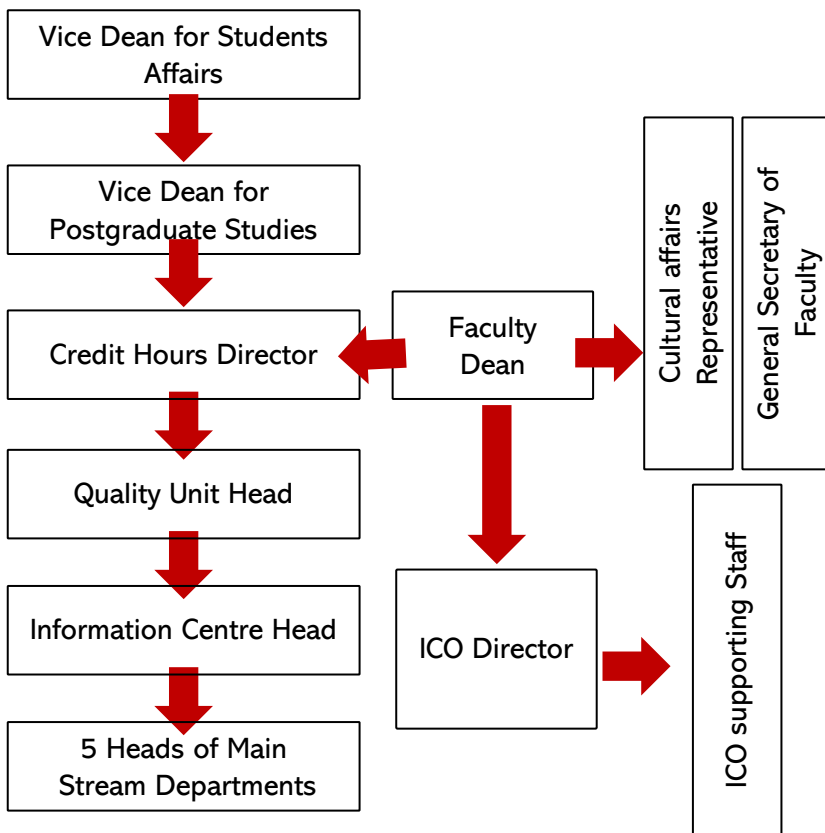 Vice Dean for Students
Affairs
Vice Dean for
Postgraduate Studies
Credit Hours Director
Quality Unit Head
Information Centre Head
5 Heads of Main
Stream Departments
Faculty
Dean
ICO Director
Cultural affairs
Representative
General Secretary of
Faculty
ICO supporting Staff